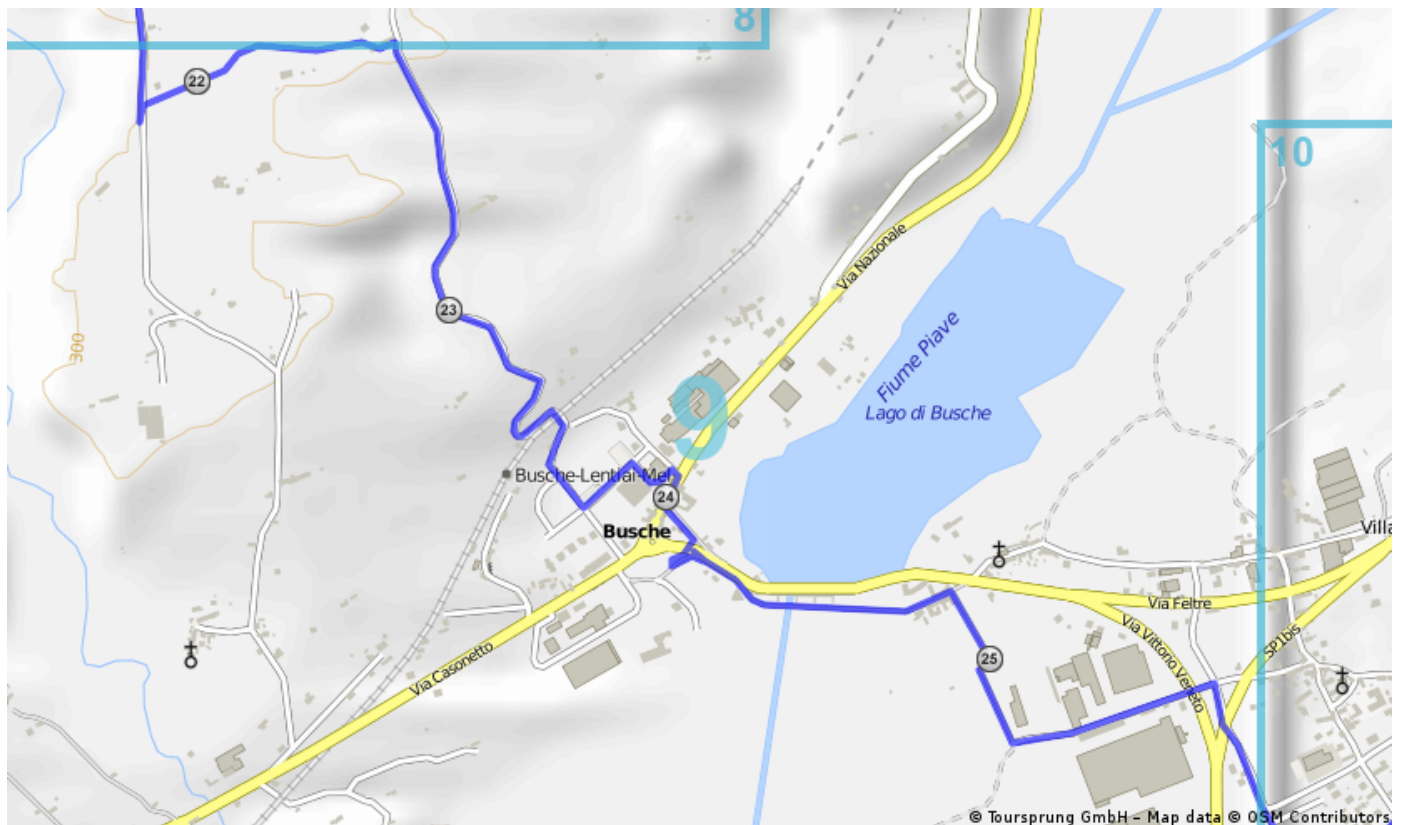 8
22
10
Via Nazionale
23
300
Fiume Piave
Lago di Busche
9
Busche-Lentiai-Mel
24
Busche
Villa
Via Feltre
Via Vittorio Veneto
SP1bis
25
Via Casonetto
© Toursprung GmbH – Map data © OSM Contributors